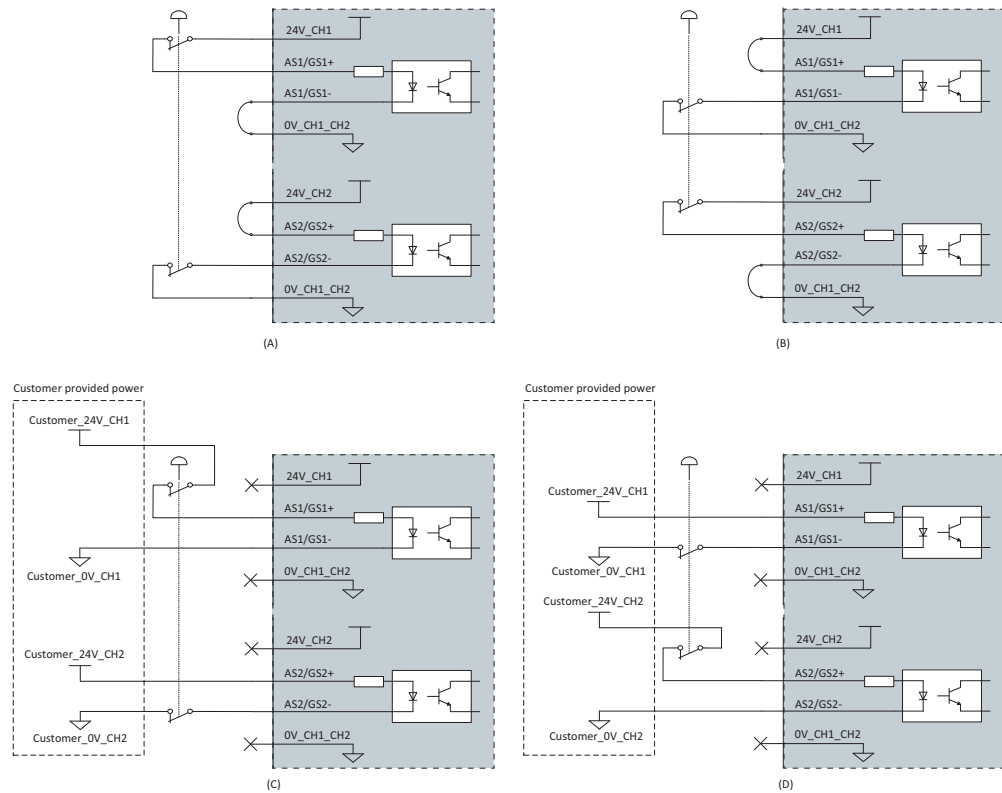 24V_CH1
AS1/GS1+
AS1/GS1-
0V_CH1_CH2
24V_CH2
AS2/GS2+
AS2/GS2-
0V_CH1_CH2
(A)
24V_CH1
AS1/GS1+
AS1/GS1-
0V_CH1_CH2
24V_CH2
AS2/GS2+
AS2/GS2-
0V_CH1_CH2
(B)
Customer provided power
Customer_24V_CH1
24V_CH1
AS1/GS1+
AS1/GS1-
Customer_0V_CH1
0V_CH1_CH2
24V_CH2
Customer_24V_CH2
AS2/GS2+
AS2/GS2-
Customer_0V_CH2
0V_CH1_CH2
(C)
Customer provided power
24V_CH1
Customer_24V_CH1
AS1/GS1+
AS1/GS1-
Customer_0V_CH1
0V_CH1_CH2
Customer_24V_CH2
24V_CH2
AS2/GS2+
AS2/GS2-
Customer_0V_CH2
0V_CH1_CH2
(D)